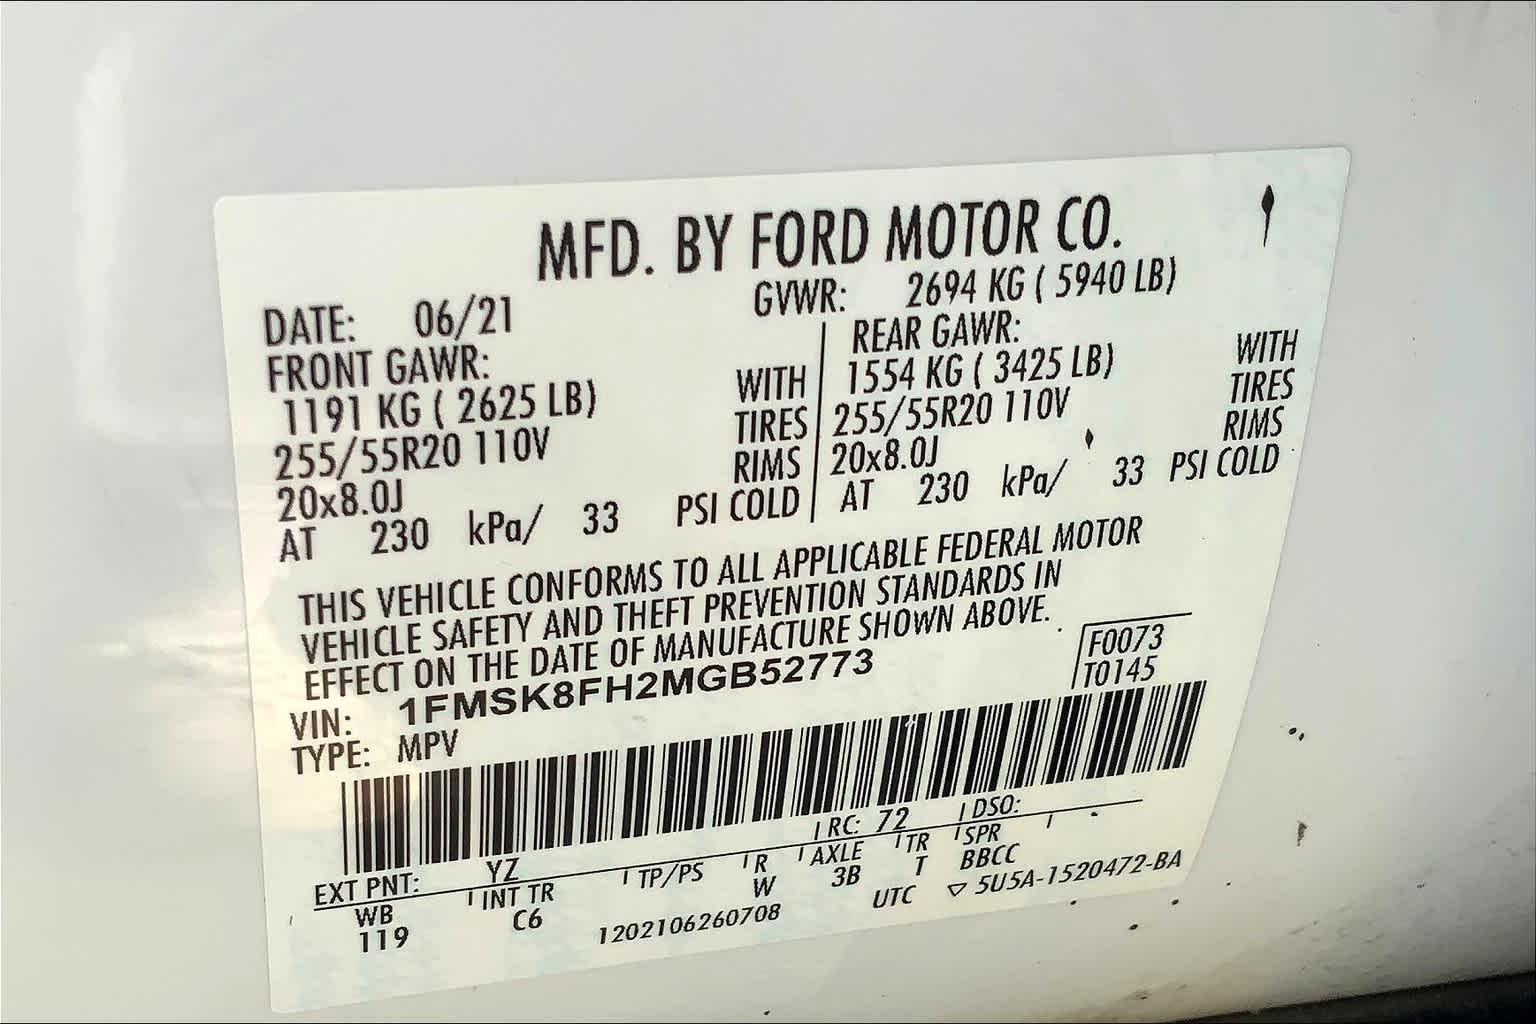 MFD. BY FORD MOTOR CO.
DATE: 06/21 GVWR: 2694 KG ( 5940 LB)
FRONT GAWR: REAR GAWR:
1191 KG ( 2625 LB) WITH 1554 KG ( 3425 LB) WITH
255/55R20 110V TIRES 255/55R20 110V TIRES
20x8.0J RIMS 20x8.0J RIMS
AT 230 kPa/ 33 PSI COLD AT 230 kPa/ 33 PSI COLD
THIS VEHICLE CONFORMS TO ALL APPLICABLE FEDERAL MOTOR
VEHICLE SAFETY AND THEFT PREVENTION STANDARDS IN
EFFECT ON THE DATE OF MANUFACTURE SHOWN ABOVE.
F0073
VIN: 1FMSK8FH2MGB52773 T0145
TYPE: MPV
EXT PNT: YZ RC: 72 DSO:
WB INT TR TP/PS R AXLE TR SPR
119 C6 W 3B T BBCC
1202106260708 UTC ▽ 5U5A-1520472-BA